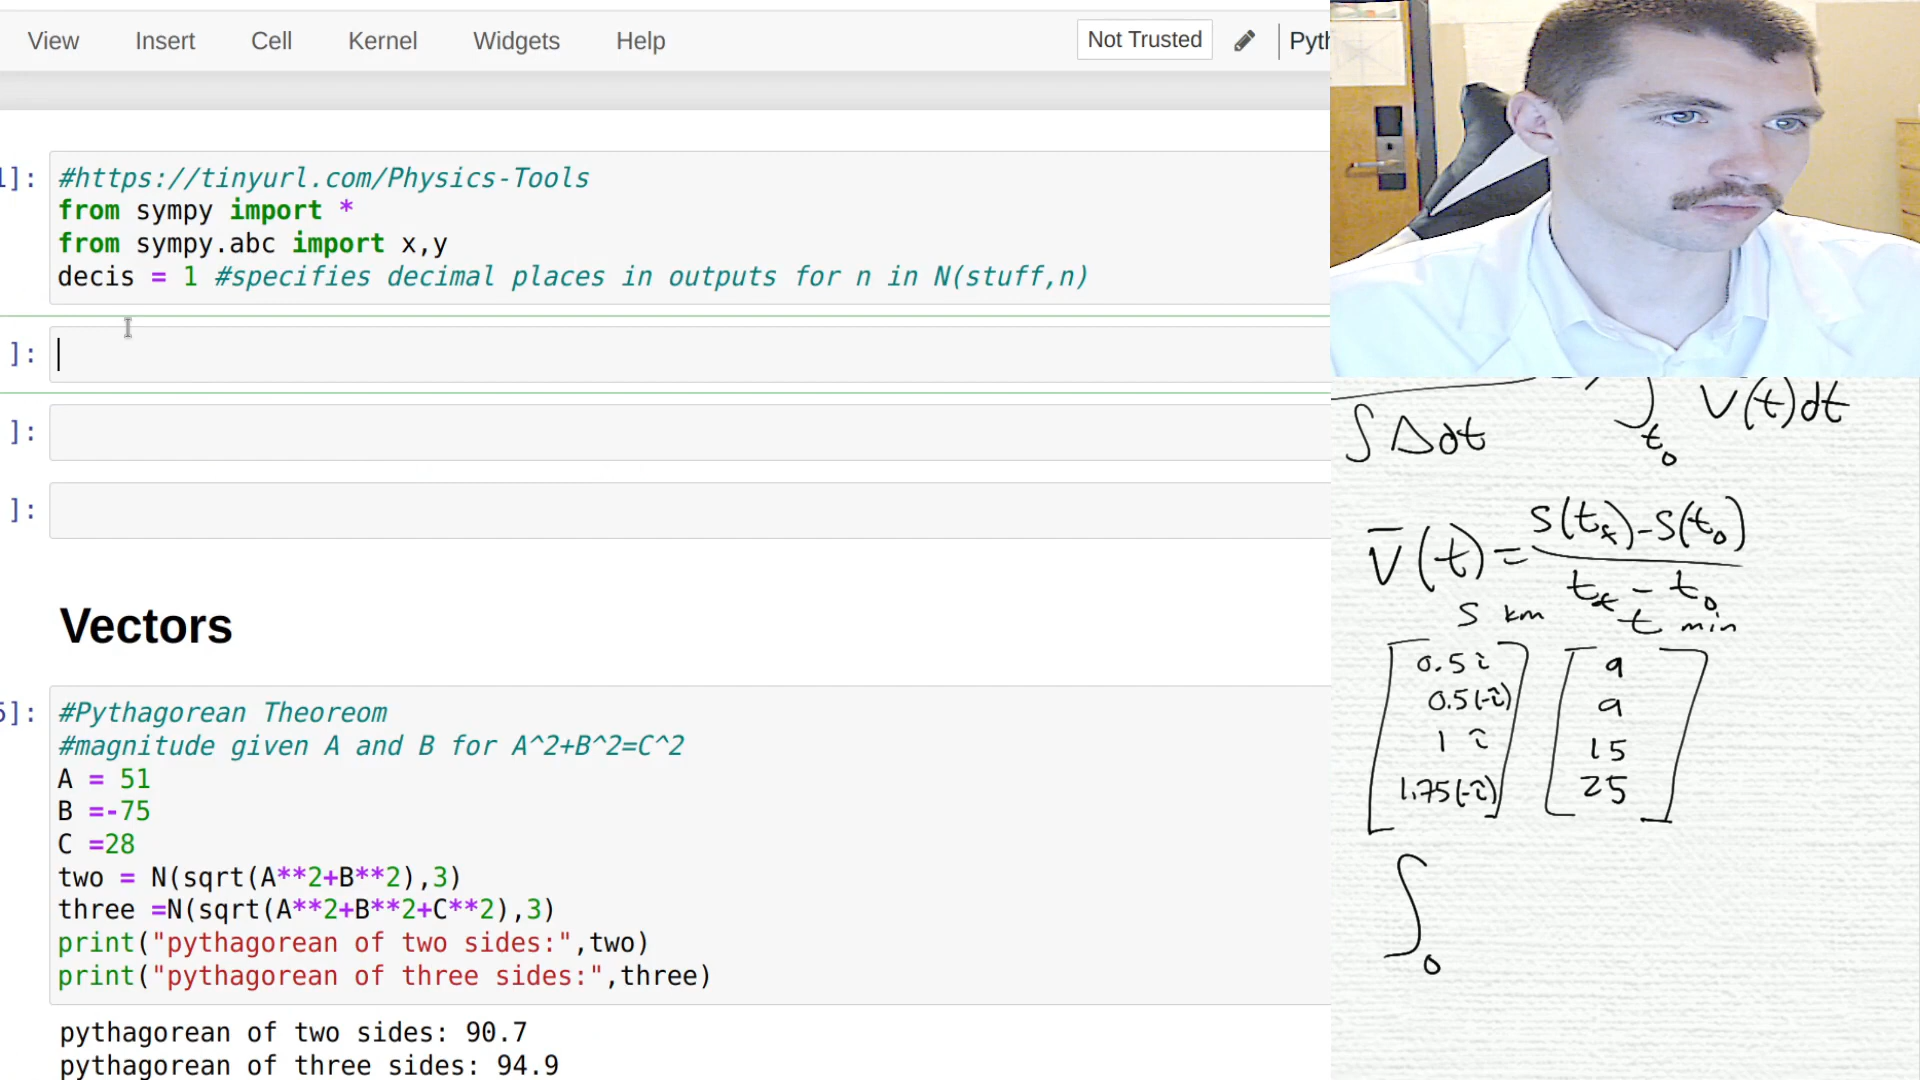 View Insert Cell Kernel Widgets Help Not Trusted
1]: #https://tinyurl.com/Physics-Tools
from sympy import *
from sympy.abc import x,y
decis = 1 #specifies decimal places in outputs for n in N(stuff,n)
]:
]:
]:
Vectors
5]: #Pythagorean Theoreom
#magnitude given A and B for A^2+B^2=C^2
A = 51
B =-75
C =28
two = N(sqrt(A**2+B**2),3)
three =N(sqrt(A**2+B**2+C**2),3)
print("pythagorean of two sides:",two)
print("pythagorean of three sides:",three)
pythagorean of two sides: 90.7
pythagorean of three sides: 94.9
∫ Δdt ∫ t₀ V(t)dt
v̅(t) = s(tₓ)-s(t₀)
tₓ - t₀
S km t min
0.5 î 9
0.5(-î) 9
1 î 15
1.75(-î) 25
∫ 0